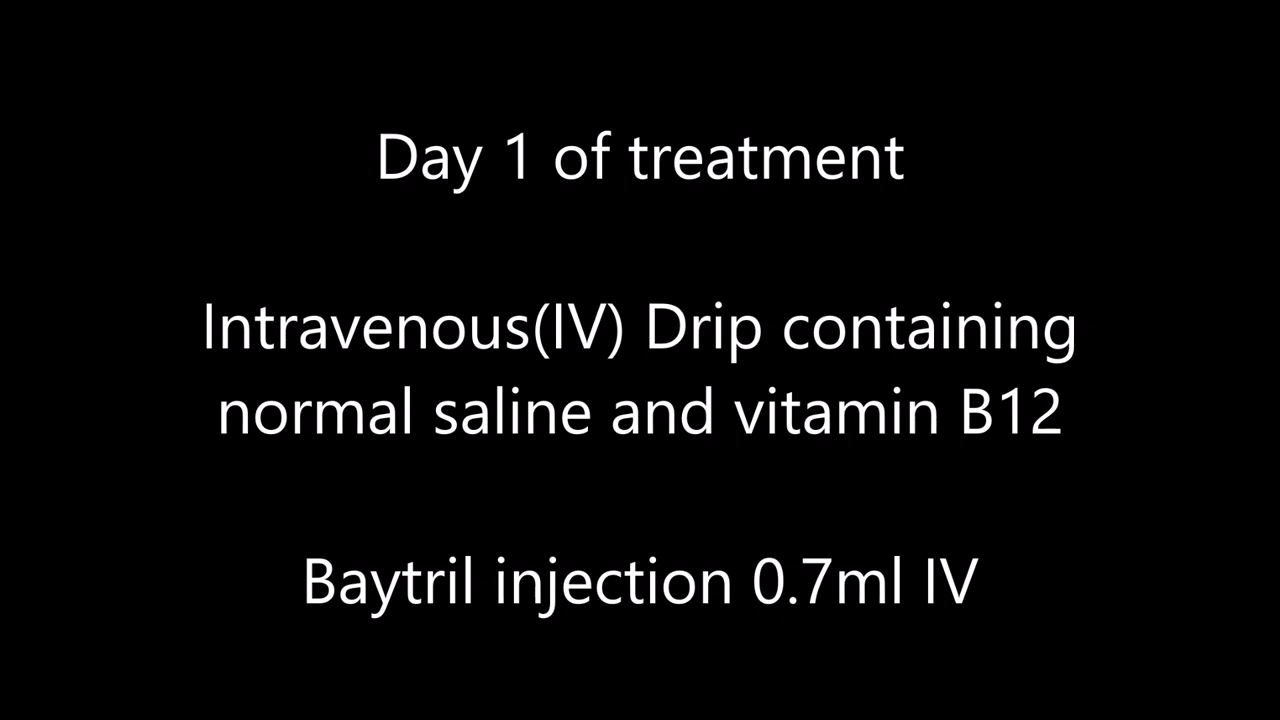 Day 1 of treatment
Intravenous(IV) Drip containing
normal saline and vitamin B12
Baytril injection 0.7ml IV